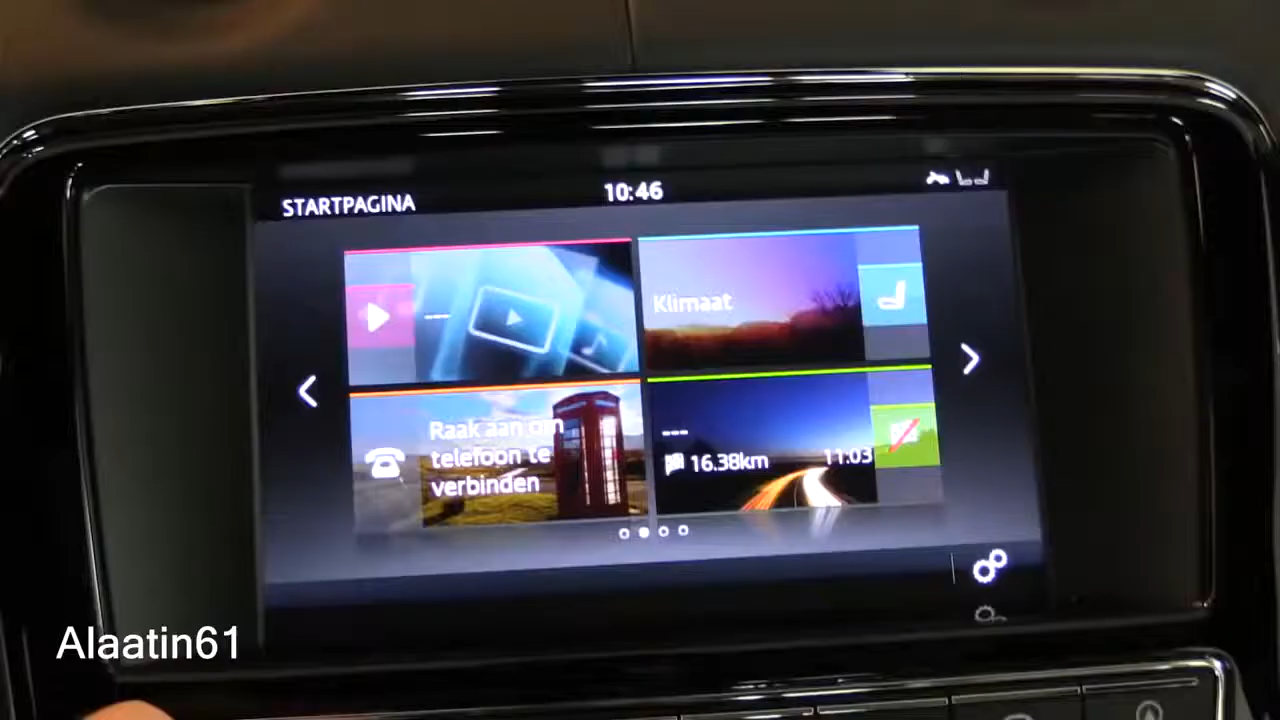 STARTPAGINA
10:46
---
Klimaat
Raak aan om
telefoon te
verbinden
---
16.38km
11:03
Alaatin61